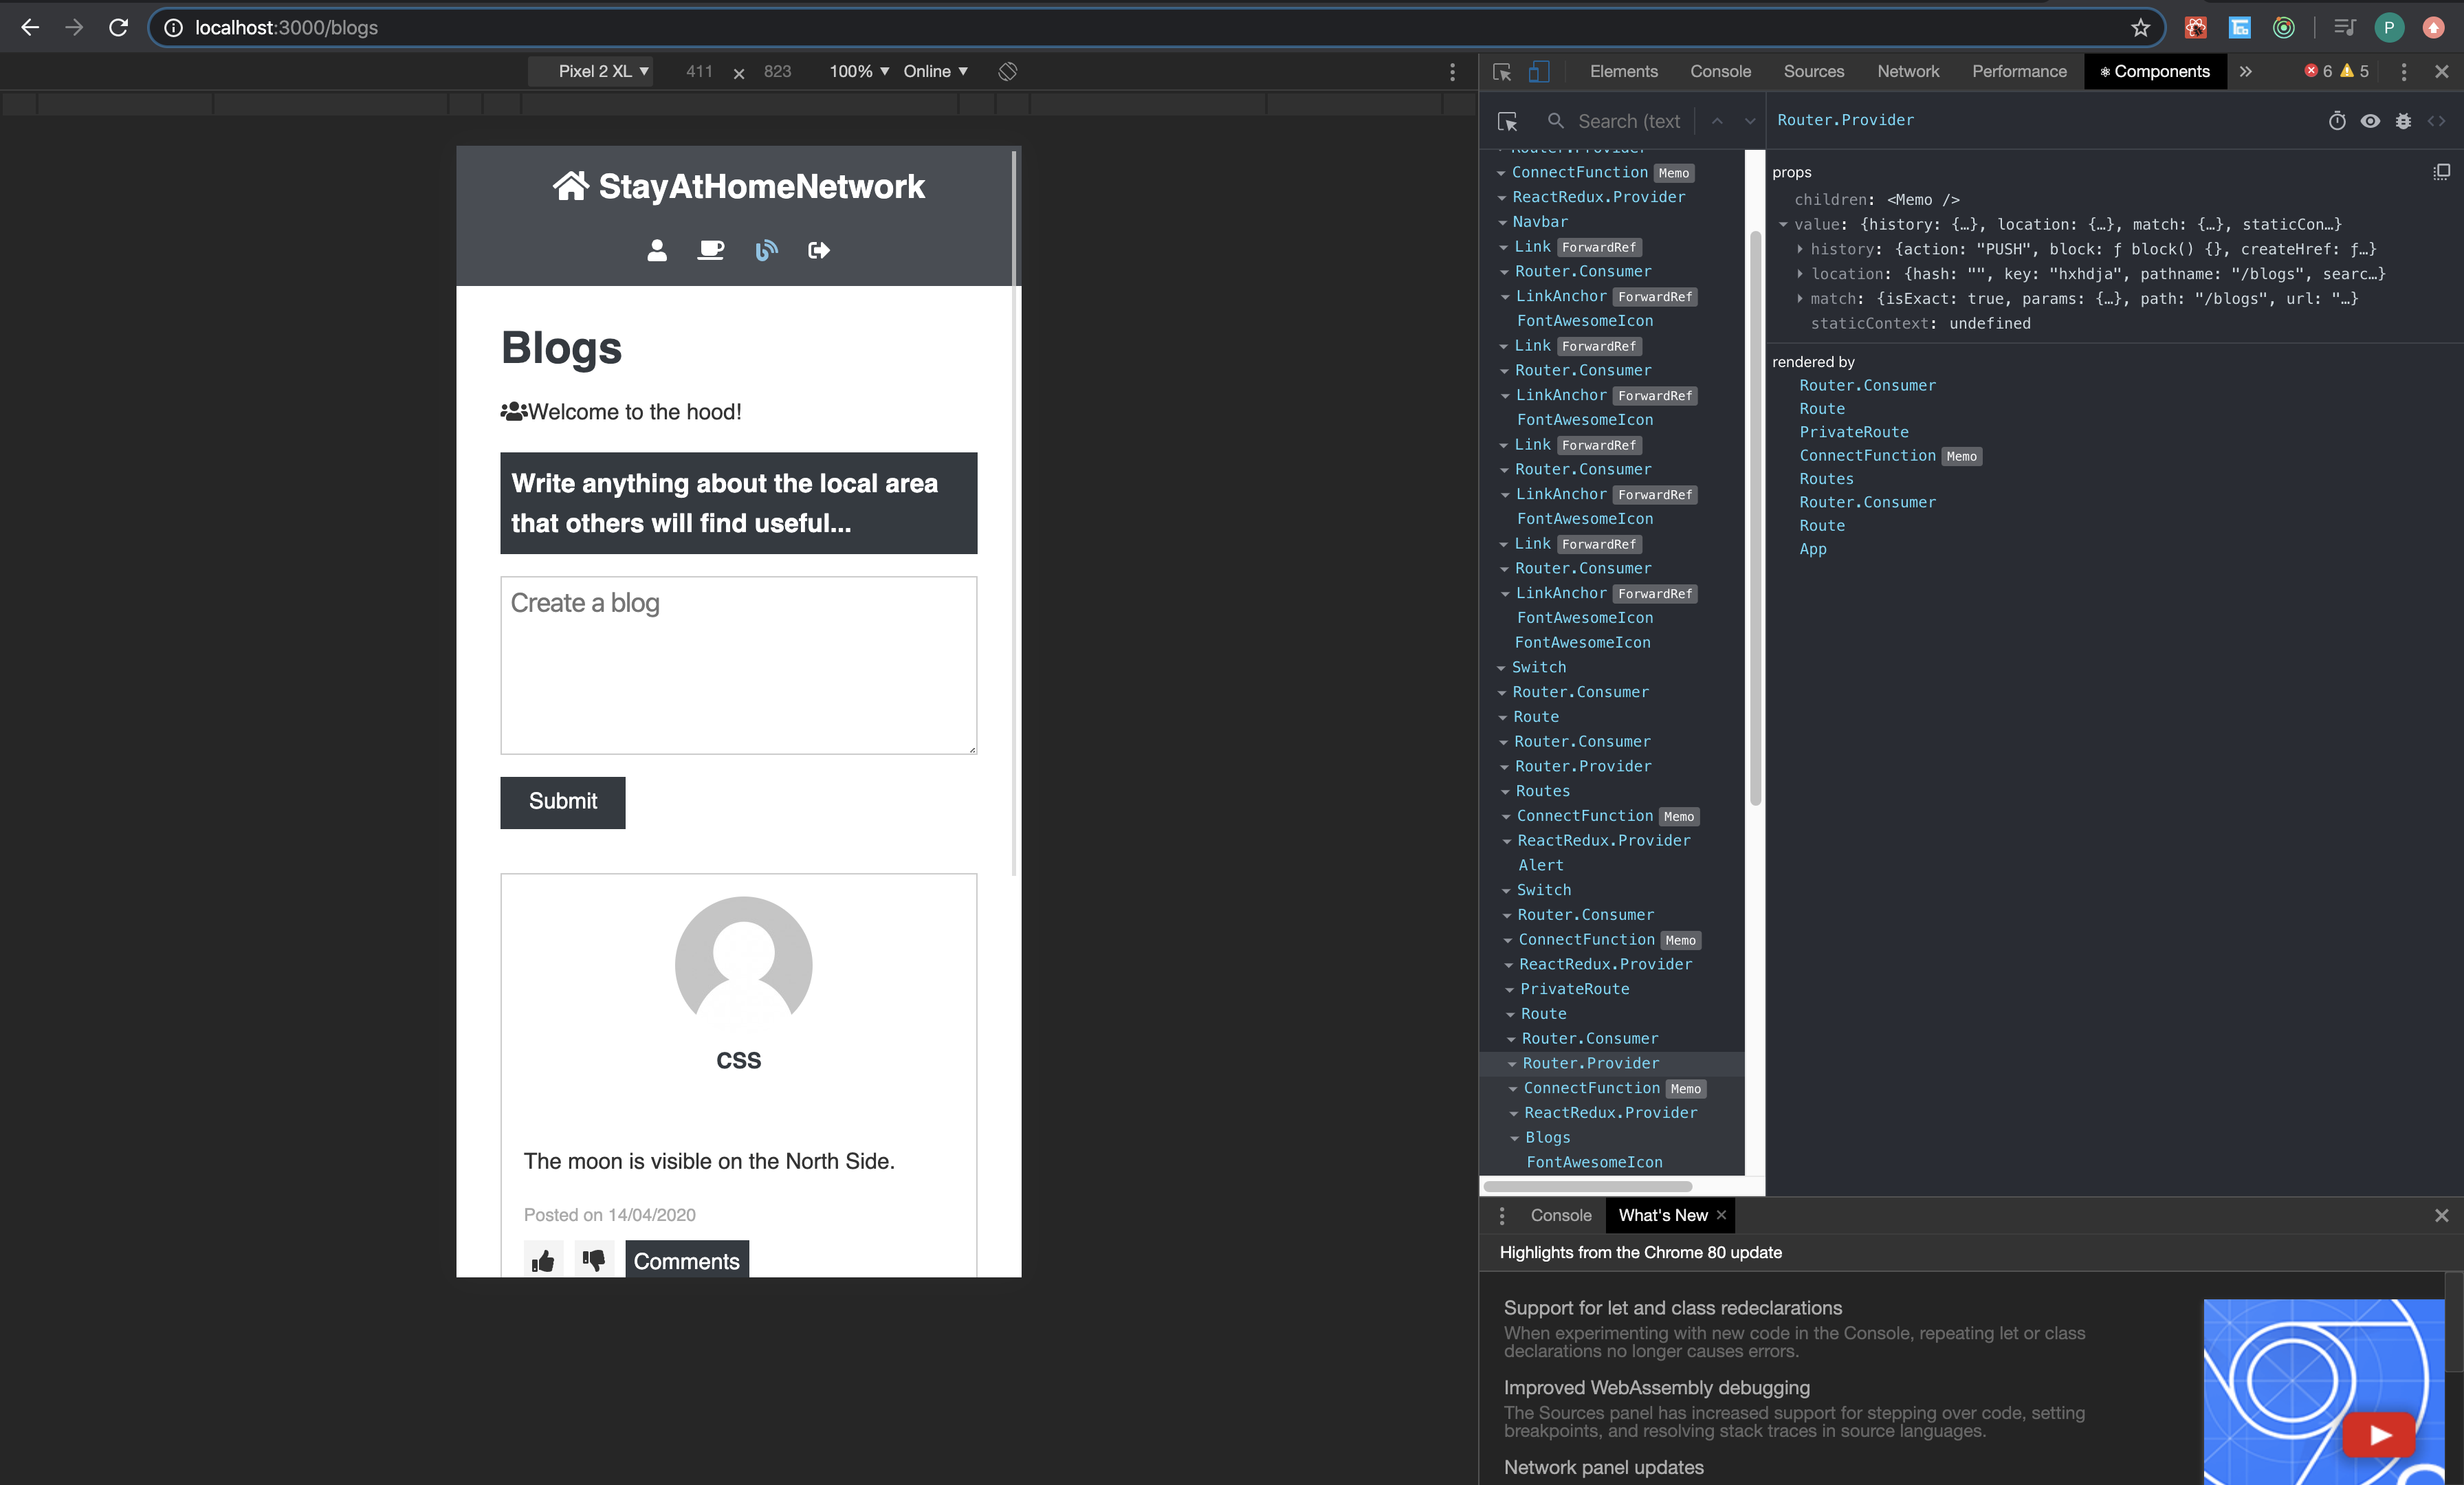 localhost:3000/blogs
P
Pixel 2 XL ▼ 411 × 823 100% ▼ Online ▼
Elements Console Sources Network Performance Components » 6 5
Search (text
Router.Provider
StayAtHomeNetwork
Blogs
Welcome to the hood!
Write anything about the local area
that others will find useful...
Create a blog
Submit
CSS
The moon is visible on the North Side.
Posted on 14/04/2020
Comments
Router.Provider
ConnectFunction Memo
ReactRedux.Provider
Navbar
Link ForwardRef
Router.Consumer
LinkAnchor ForwardRef
FontAwesomeIcon
Link ForwardRef
Router.Consumer
LinkAnchor ForwardRef
FontAwesomeIcon
Link ForwardRef
Router.Consumer
LinkAnchor ForwardRef
FontAwesomeIcon
Link ForwardRef
Router.Consumer
LinkAnchor ForwardRef
FontAwesomeIcon
FontAwesomeIcon
Switch
Router.Consumer
Route
Router.Consumer
Router.Provider
Routes
ConnectFunction Memo
ReactRedux.Provider
Alert
Switch
Router.Consumer
ConnectFunction Memo
ReactRedux.Provider
PrivateRoute
Route
Router.Consumer
Router.Provider
ConnectFunction Memo
ReactRedux.Provider
Blogs
FontAwesomeIcon
props
children: <Memo />
value: {history: {…}, location: {…}, match: {…}, staticCon…}
history: {action: "PUSH", block: ƒ block() {}, createHref: ƒ…}
location: {hash: "", key: "hxhdja", pathname: "/blogs", searc…}
match: {isExact: true, params: {…}, path: "/blogs", url: "…}
staticContext: undefined
rendered by
Router.Consumer
Route
PrivateRoute
ConnectFunction Memo
Routes
Router.Consumer
Route
App
Console What's New ×
Highlights from the Chrome 80 update
Support for let and class redeclarations
When experimenting with new code in the Console, repeating let or class
declarations no longer causes errors.
Improved WebAssembly debugging
The Sources panel has increased support for stepping over code, setting
breakpoints, and resolving stack traces in source languages.
Network panel updates